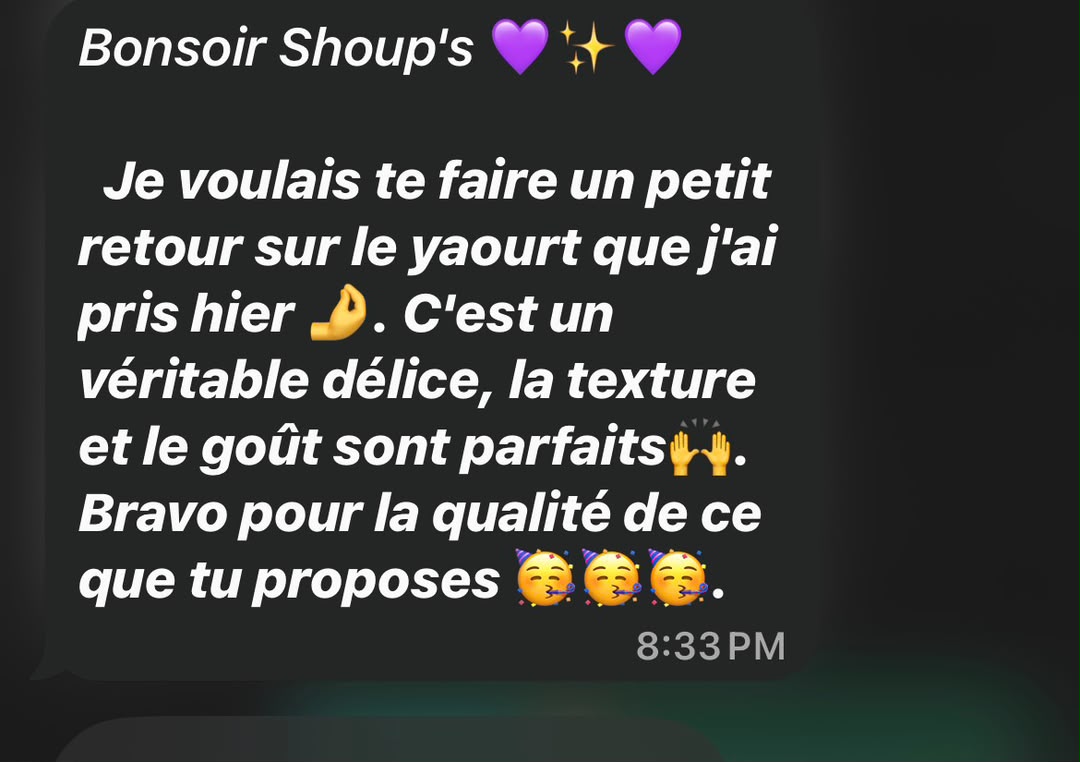 Bonsoir Shoup's 💜✨💜
Je voulais te faire un petit
retour sur le yaourt que j'ai
pris hier 🤌. C'est un
véritable délice, la texture
et le goût sont parfaits🙌.
Bravo pour la qualité de ce
que tu proposes 🥳🥳🥳.
8:33 PM